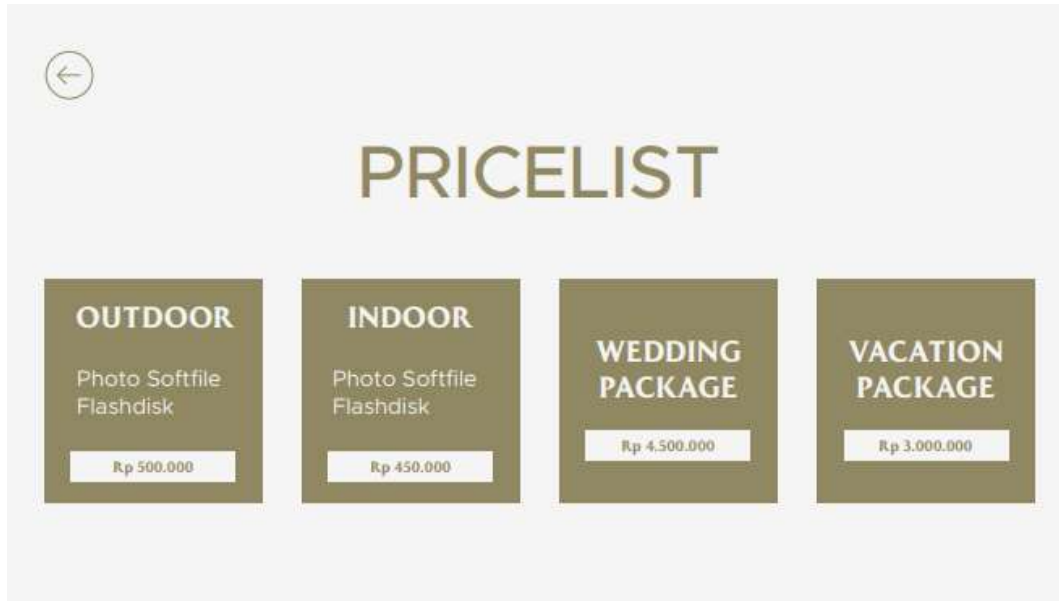 PRICELIST
OUTDOOR
Photo Softfile
Flashdisk
Rp 500.000
INDOOR
Photo Softfile
Flashdisk
Rp 450.000
WEDDING
PACKAGE
Rp 4.500.000
VACATION
PACKAGE
Rp 3.000.000